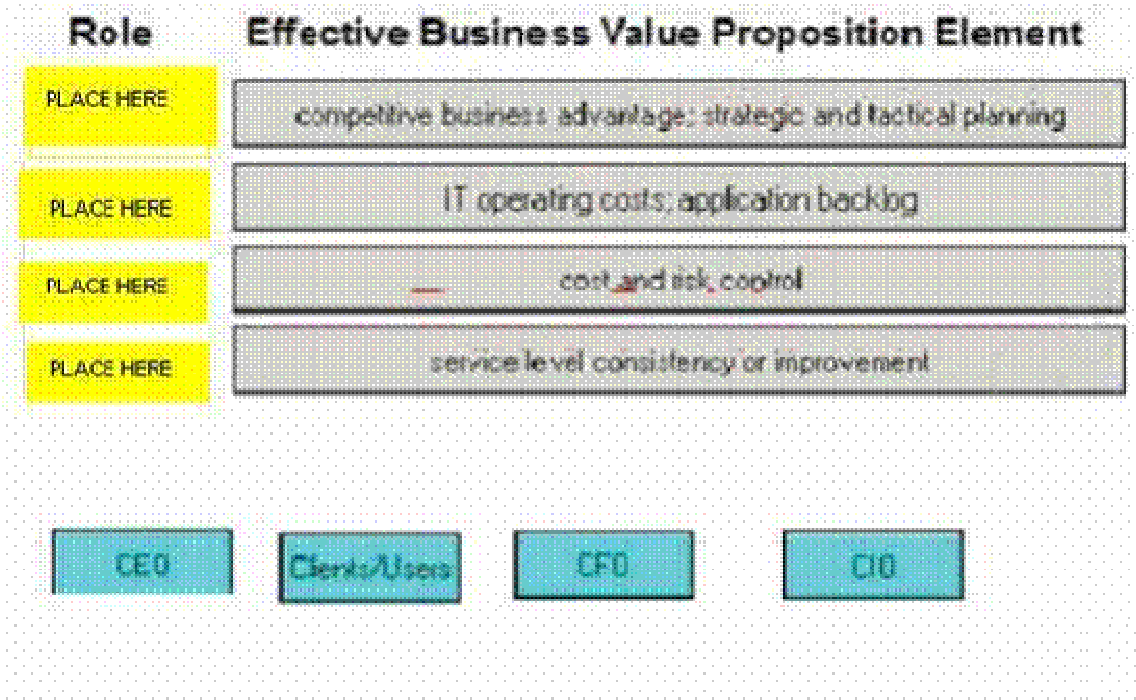 Role Effective Business Value Proposition Element
PLACE HERE competitive business advantage; strategic and tactical planning
PLACE HERE IT operating costs; application backlog
PLACE HERE cost and risk control
PLACE HERE service level consistency or improvement
CEO Clients/Users CFO CIO